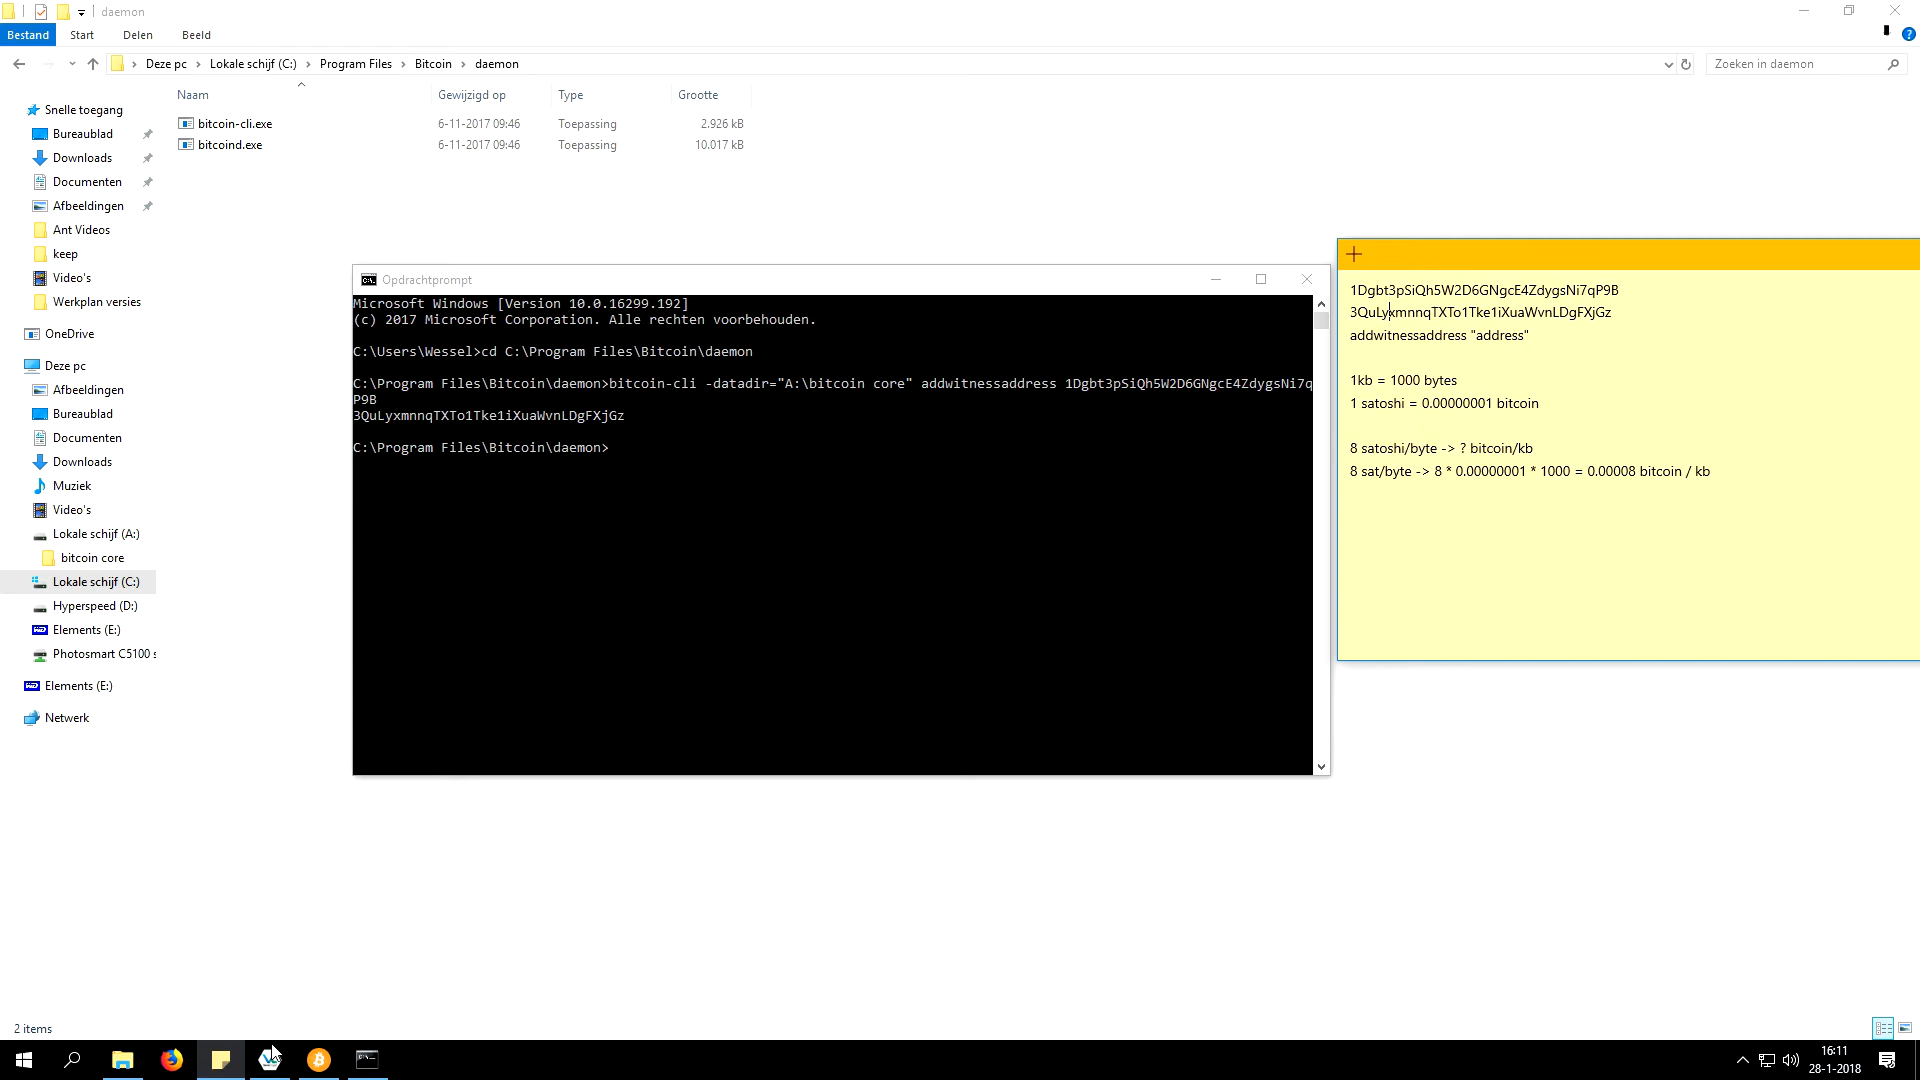 daemon
Bestand Start Delen Beeld
Deze pc Lokale schijf (C:) Program Files Bitcoin daemon
Zoeken in daemon
Naam Gewijzigd op Type Grootte
bitcoin-cli.exe 6-11-2017 09:46 Toepassing 2.926 kB
bitcoind.exe 6-11-2017 09:46 Toepassing 10.017 kB
Snelle toegang
Bureaublad
Downloads
Documenten
Afbeeldingen
Ant Videos
keep
Video's
Werkplan versies
OneDrive
Deze pc
Afbeeldingen
Bureaublad
Documenten
Downloads
Muziek
Video's
Lokale schijf (A:)
bitcoin core
Lokale schijf (C:)
Hyperspeed (D:)
Elements (E:)
Photosmart C5100 s
Elements (E:)
Netwerk
Opdrachtprompt
Microsoft Windows [Version 10.0.16299.192]
(c) 2017 Microsoft Corporation. Alle rechten voorbehouden.
C:\Users\Wessel>cd C:\Program Files\Bitcoin\daemon
C:\Program Files\Bitcoin\daemon>bitcoin-cli -datadir="A:\bitcoin core" addwitnessaddress 1Dgbt3pSiQh5W2D6GNgcE4ZdygsNi7q
P9B
3QuLyxmnnqTXTo1Tke1iXuaWvnLDgFXjGz
C:\Program Files\Bitcoin\daemon>
1Dgbt3pSiQh5W2D6GNgcE4ZdygsNi7qP9B
3QuLyxmnnqTXTo1Tke1iXuaWvnLDgFXjGz
addwitnessaddress "address"
1kb = 1000 bytes
1 satoshi = 0.00000001 bitcoin
8 satoshi/byte -> ? bitcoin/kb
8 sat/byte -> 8 * 0.00000001 * 1000 = 0.00008 bitcoin / kb
2 items
16:11
28-1-2018